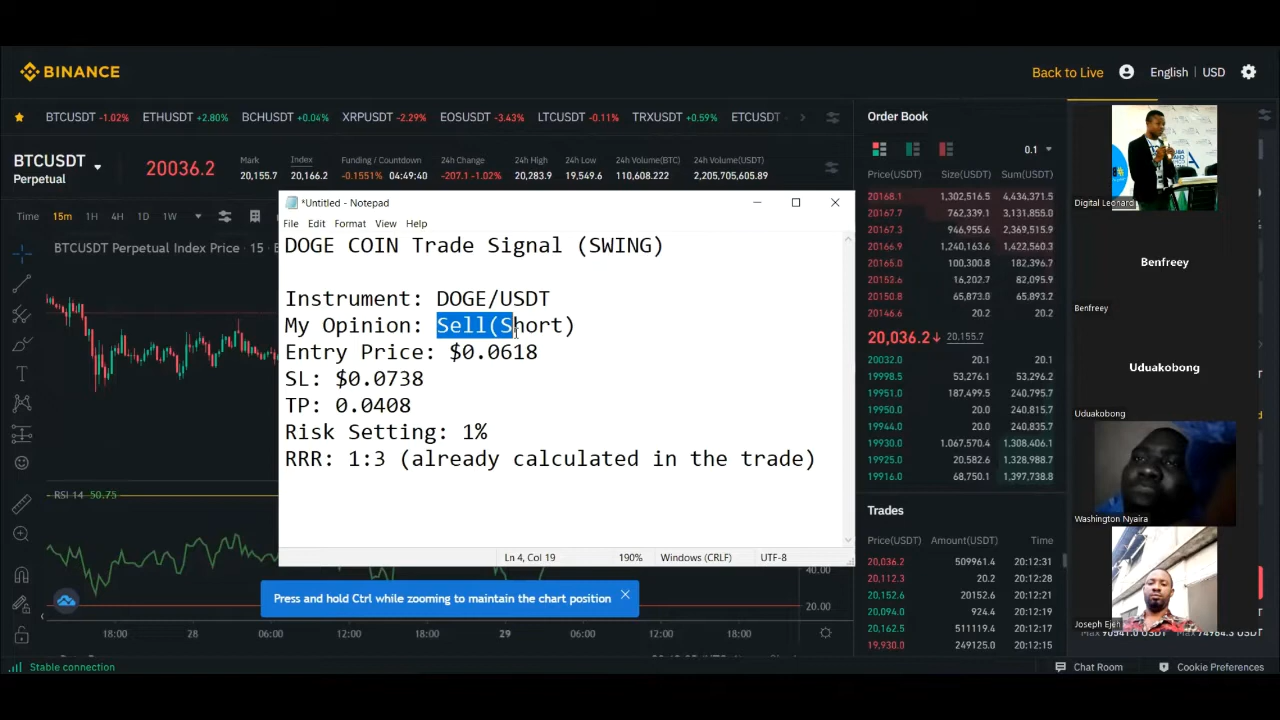 BINANCE
Back to Live
English | USD
BTCUSDT -1.02% ETHUSDT +2.80% BCHUSDT +0.04% XRPUSDT -2.29% EOSUSDT -3.43% LTCUSDT -0.11% TRXUSDT +0.59% ETCUSDT
BTCUSDT
Perpetual
20036.2
Mark
20,155.7
Index
20,166.2
Funding / Countdown
-0.1551% 04:49:40
24h Change
-207.1 -1.02%
24h High
20,283.9
24h Low
19,549.6
24h Volume(BTC)
110,608.222
24h Volume(USDT)
2,205,705,605.89
Time 15m 1H 4H 1D 1W
BTCUSDT Perpetual Index Price · 15
*Untitled - Notepad
File Edit Format View Help
DOGE COIN Trade Signal (SWING)
Instrument: DOGE/USDT
My Opinion: Sell(Short)
Entry Price: $0.0618
SL: $0.0738
TP: 0.0408
Risk Setting: 1%
RRR: 1:3 (already calculated in the trade)
Ln 4, Col 19 190% Windows (CRLF) UTF-8
RSI 14 50.75
40.00
20.00
Press and hold Ctrl while zooming to maintain the chart position
18:00 28 06:00 12:00 18:00 29 06:00 12:00 18:00
Stable connection
Order Book
0.1
Price(USDT) Size(USDT) Sum(USDT)
20168.1 1,302,516.5 4,434,371.5
20167.7 762,339.1 3,131,855.0
20167.3 946,955.6 2,369,515.9
20166.9 1,240,163.6 1,422,560.3
20165.0 100,300.8 182,396.7
20152.6 16,202.7 82,095.9
20150.8 65,873.0 65,893.2
20146.6 20.2 20.2
20,036.2 20,155.7
20032.0 20.1 20.1
19998.5 53,276.1 53,296.2
19951.0 187,499.5 240,795.7
19950.0 20.0 240,815.7
19944.0 20.0 240,835.7
19930.0 1,067,570.4 1,308,406.1
19925.0 20,582.6 1,328,988.7
19916.0 68,750.1 1,397,738.8
Trades
Price(USDT) Amount(USDT) Time
20,036.2 509961.4 20:12:31
20,112.3 20.2 20:12:28
20,152.6 20152.6 20:12:21
20,094.0 924.4 20:12:19
20,162.5 511119.4 20:12:17
19,930.0 249125.0 20:12:15
Chat Room
Cookie Preferences
Digital Leonard
Benfreey
Benfreey
Uduakobong
Uduakobong
Washington Nyaira
Joseph Ejeh